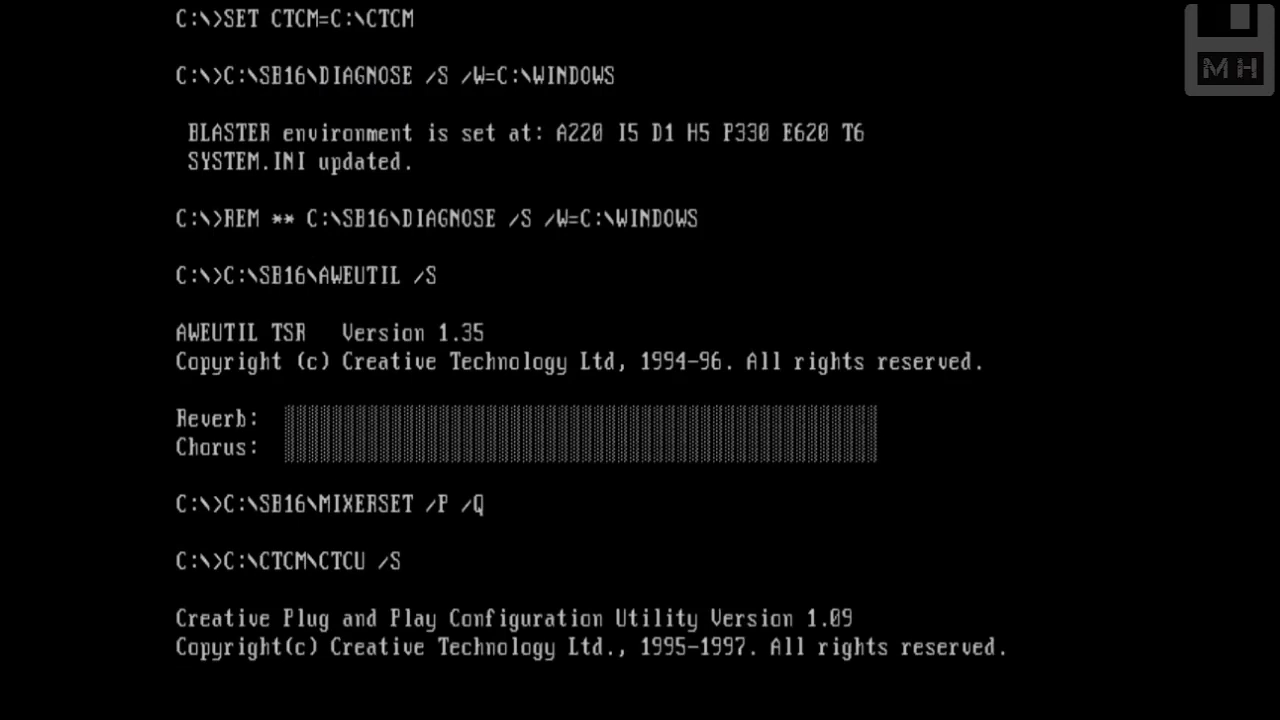 C:\>SET CTCM=C:\CTCM
MH
C:\>C:\SB16\DIAGNOSE /S /W=C:\WINDOWS
BLASTER environment is set at: A220 I5 D1 H5 P330 E620 T6
SYSTEM.INI updated.
C:\>REM ** C:\SB16\DIAGNOSE /S /W=C:\WINDOWS
C:\>C:\SB16\AWEUTIL /S
AWEUTIL TSR   Version 1.35
Copyright (c) Creative Technology Ltd, 1994-96. All rights reserved.
Reverb:
Chorus:
C:\>C:\SB16\MIXERSET /P /Q
C:\>C:\CTCM\CTCU /S
Creative Plug and Play Configuration Utility Version 1.09
Copyright(c) Creative Technology Ltd., 1995-1997. All rights reserved.